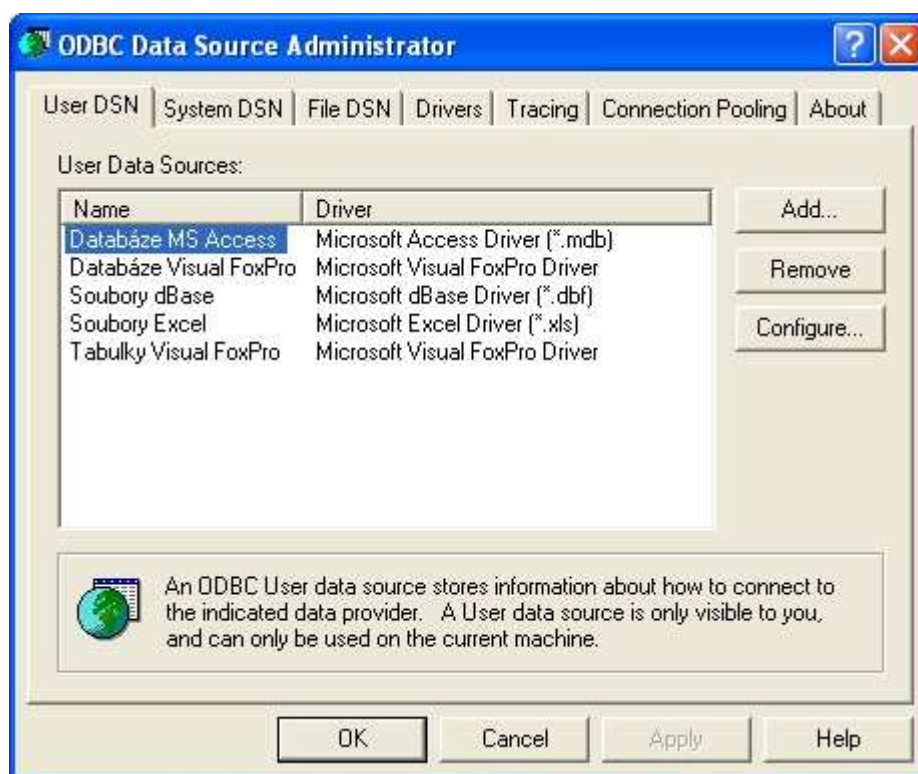 ODBC Data Source Administrator
User DSN System DSN File DSN Drivers Tracing Connection Pooling About
User Data Sources:
Name Driver
Databáze MS Access Microsoft Access Driver (*.mdb)
Databáze Visual FoxPro Microsoft Visual FoxPro Driver
Soubory dBase Microsoft dBase Driver (*.dbf)
Soubory Excel Microsoft Excel Driver (*.xls)
Tabulky Visual FoxPro Microsoft Visual FoxPro Driver
Add...
Remove
Configure...
An ODBC User data source stores information about how to connect to
the indicated data provider. A User data source is only visible to you,
and can only be used on the current machine.
OK Cancel Apply Help